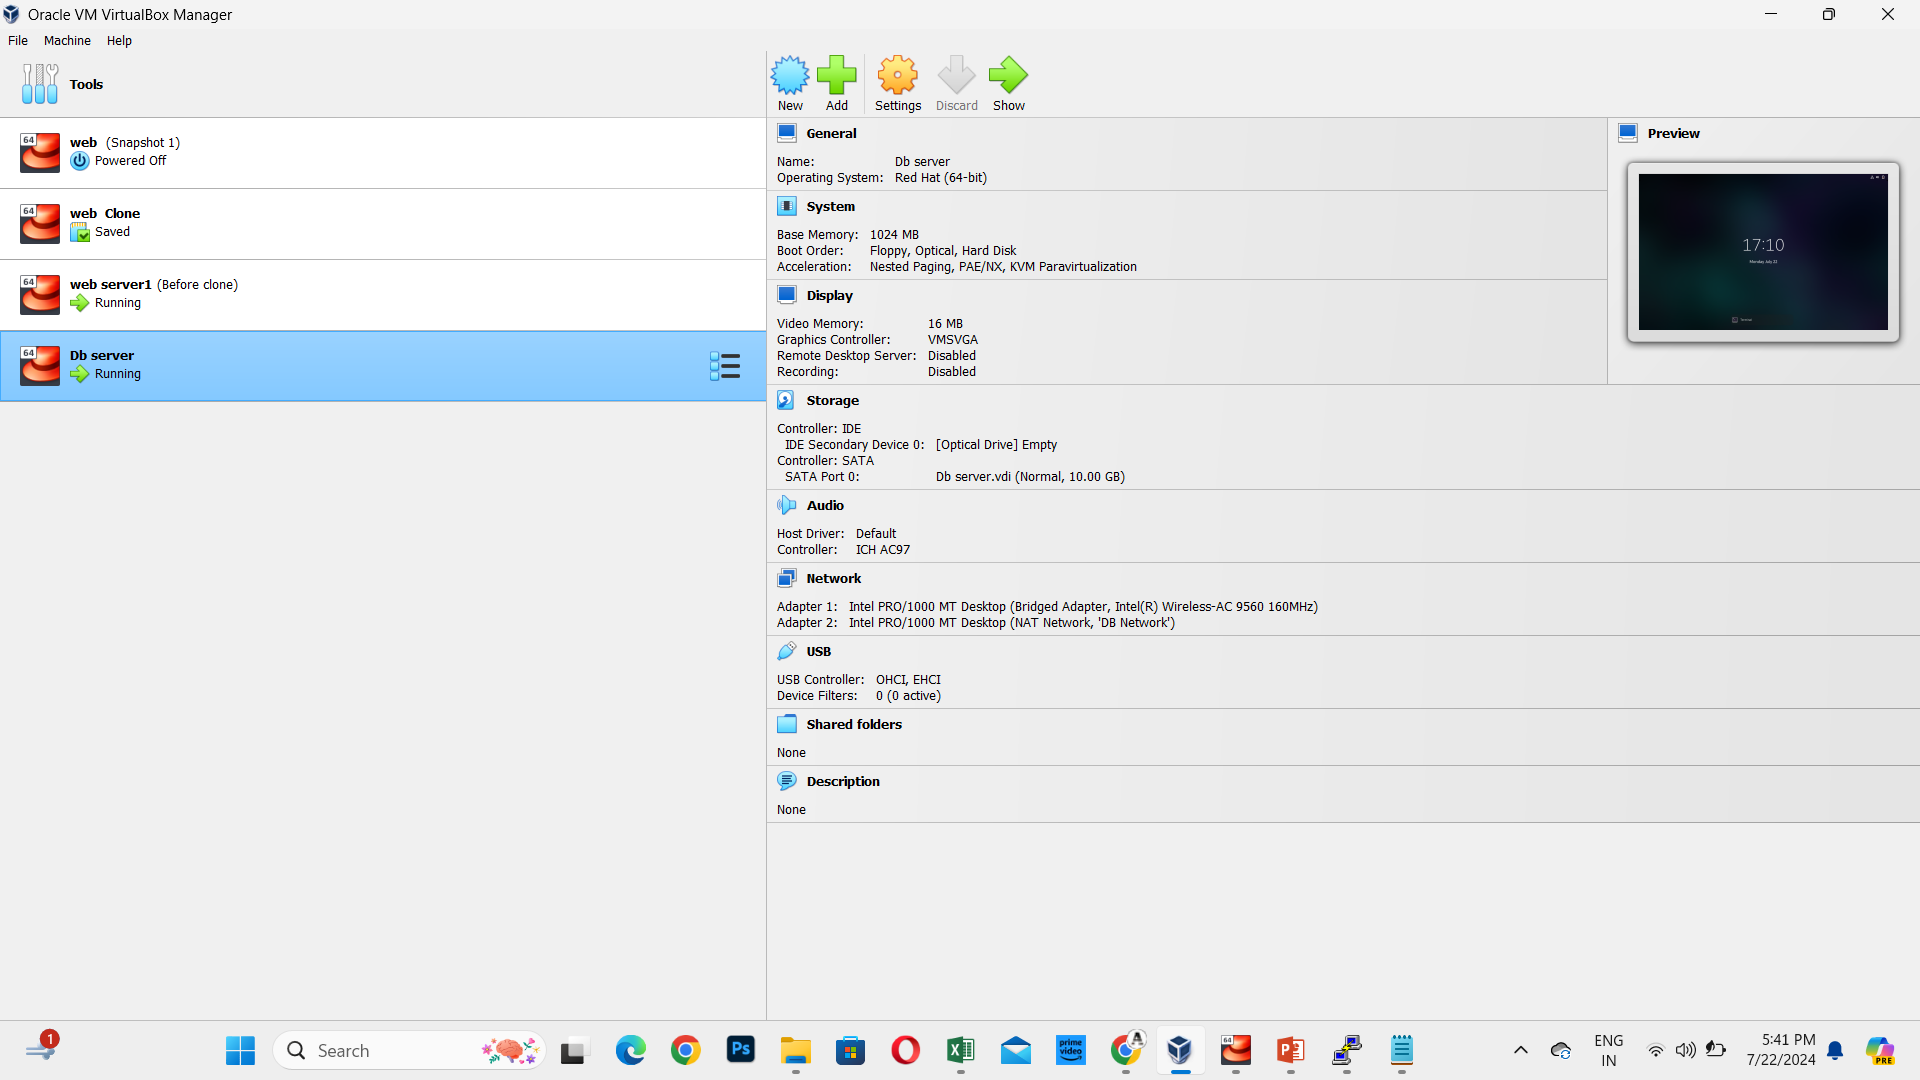 Oracle VM VirtualBox Manager
File Machine Help
Tools
New Add Settings Discard Show
64
web (Snapshot 1)
Powered Off
64
web Clone
Saved
64
web server1 (Before clone)
Running
64
Db server
Running
General
Name: Db server
Operating System: Red Hat (64-bit)
System
Base Memory: 1024 MB
Boot Order: Floppy, Optical, Hard Disk
Acceleration: Nested Paging, PAE/NX, KVM Paravirtualization
Display
Video Memory: 16 MB
Graphics Controller: VMSVGA
Remote Desktop Server: Disabled
Recording: Disabled
Preview
17:10
Monday July 22
Storage
Controller: IDE
IDE Secondary Device 0: [Optical Drive] Empty
Controller: SATA
SATA Port 0: Db server.vdi (Normal, 10.00 GB)
Audio
Host Driver: Default
Controller: ICH AC97
Network
Adapter 1: Intel PRO/1000 MT Desktop (Bridged Adapter, Intel(R) Wireless-AC 9560 160MHz)
Adapter 2: Intel PRO/1000 MT Desktop (NAT Network, 'DB Network')
USB
USB Controller: OHCI, EHCI
Device Filters: 0 (0 active)
Shared folders
None
Description
None
1
Search
Ps
prime video
A
64
ENG
IN
5:41 PM
7/22/2024
PRE